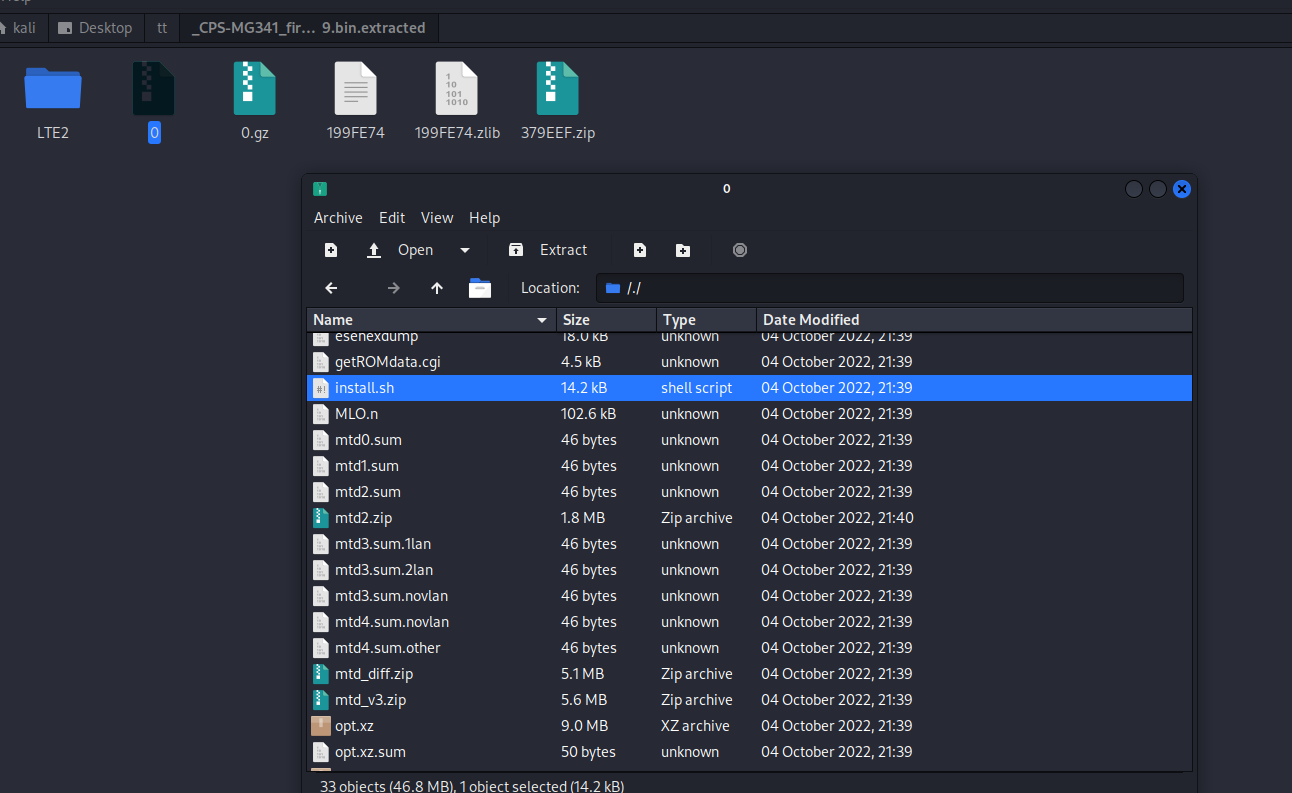 kali Desktop tt _CPS-MG341_fir... 9.bin.extracted
LTE2 0 0.gz 199FE74 199FE74.zlib 379EEF.zip
0
Archive Edit View Help
Open Extract
Location: /./
Name Size Type Date Modified
esehexdump 18.0 kB unknown 04 October 2022, 21:39
getROMdata.cgi 4.5 kB unknown 04 October 2022, 21:39
install.sh 14.2 kB shell script 04 October 2022, 21:39
MLO.n 102.6 kB unknown 04 October 2022, 21:39
mtd0.sum 46 bytes unknown 04 October 2022, 21:39
mtd1.sum 46 bytes unknown 04 October 2022, 21:39
mtd2.sum 46 bytes unknown 04 October 2022, 21:39
mtd2.zip 1.8 MB Zip archive 04 October 2022, 21:40
mtd3.sum.1lan 46 bytes unknown 04 October 2022, 21:39
mtd3.sum.2lan 46 bytes unknown 04 October 2022, 21:39
mtd3.sum.novlan 46 bytes unknown 04 October 2022, 21:39
mtd4.sum.novlan 46 bytes unknown 04 October 2022, 21:39
mtd4.sum.other 46 bytes unknown 04 October 2022, 21:39
mtd_diff.zip 5.1 MB Zip archive 04 October 2022, 21:39
mtd_v3.zip 5.6 MB Zip archive 04 October 2022, 21:39
opt.xz 9.0 MB XZ archive 04 October 2022, 21:39
opt.xz.sum 50 bytes unknown 04 October 2022, 21:39
33 objects (46.8 MB), 1 object selected (14.2 kB)